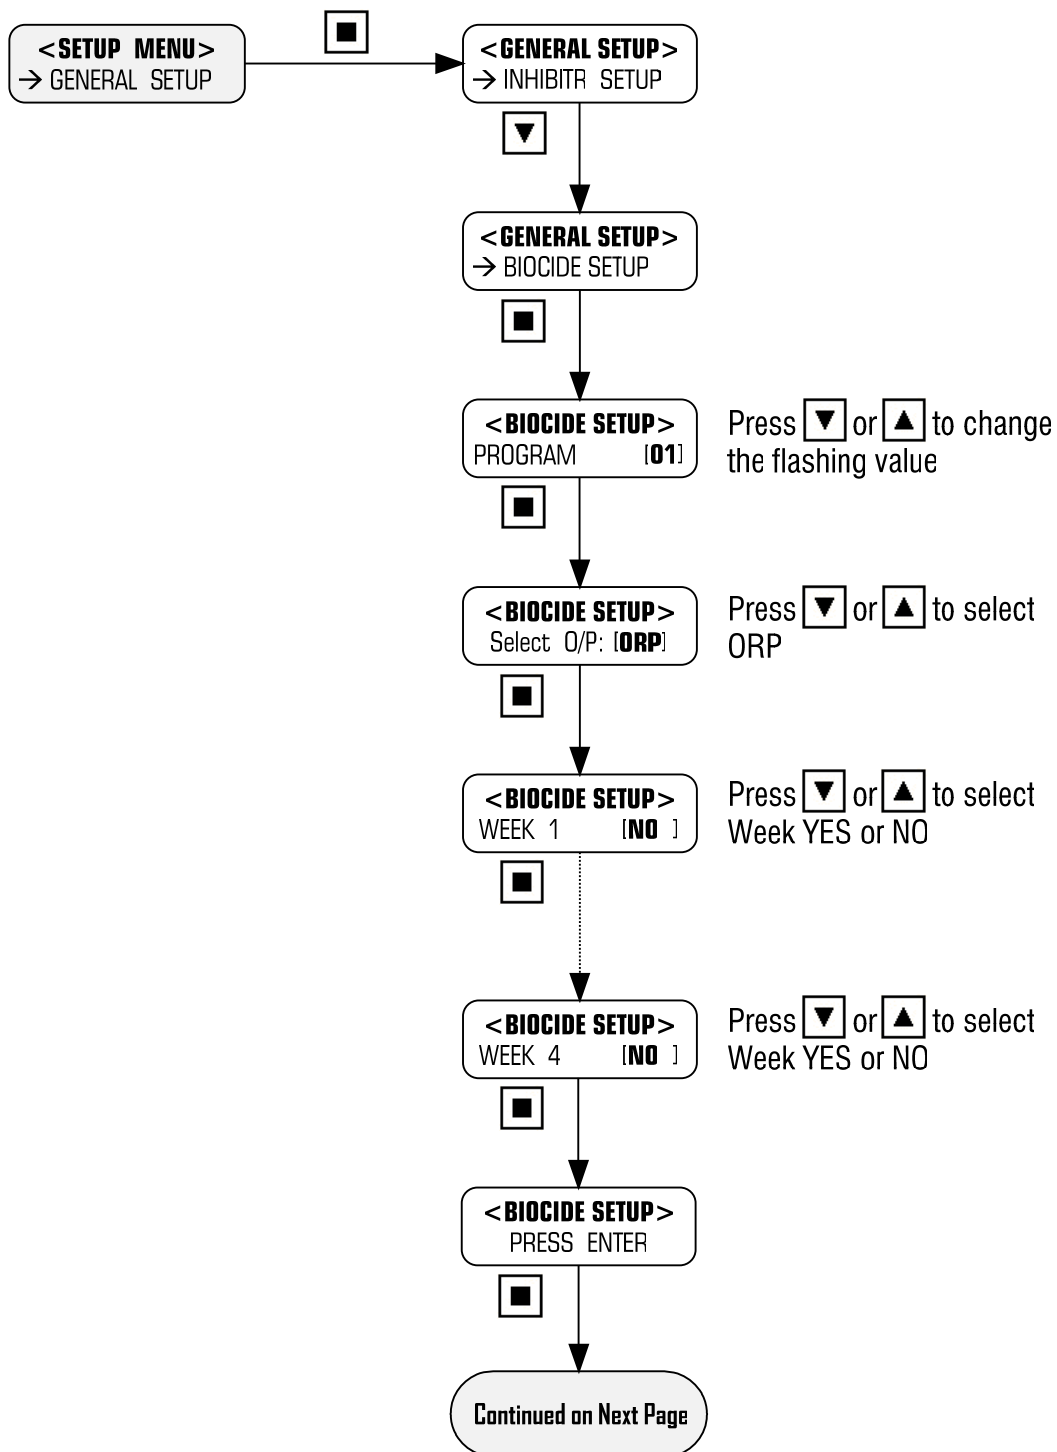 <SETUP MENU>
→ GENERAL SETUP
<GENERAL SETUP>
→ INHIBITR SETUP
<GENERAL SETUP>
→ BIOCIDE SETUP
<BIOCIDE SETUP>
PROGRAM [01]
Press ▼ or ▲ to change
the flashing value
<BIOCIDE SETUP>
Select O/P: [ORP]
Press ▼ or ▲ to select
ORP
<BIOCIDE SETUP>
WEEK 1 [NO ]
Press ▼ or ▲ to select
Week YES or NO
<BIOCIDE SETUP>
WEEK 4 [NO ]
Press ▼ or ▲ to select
Week YES or NO
<BIOCIDE SETUP>
PRESS ENTER
Continued on Next Page